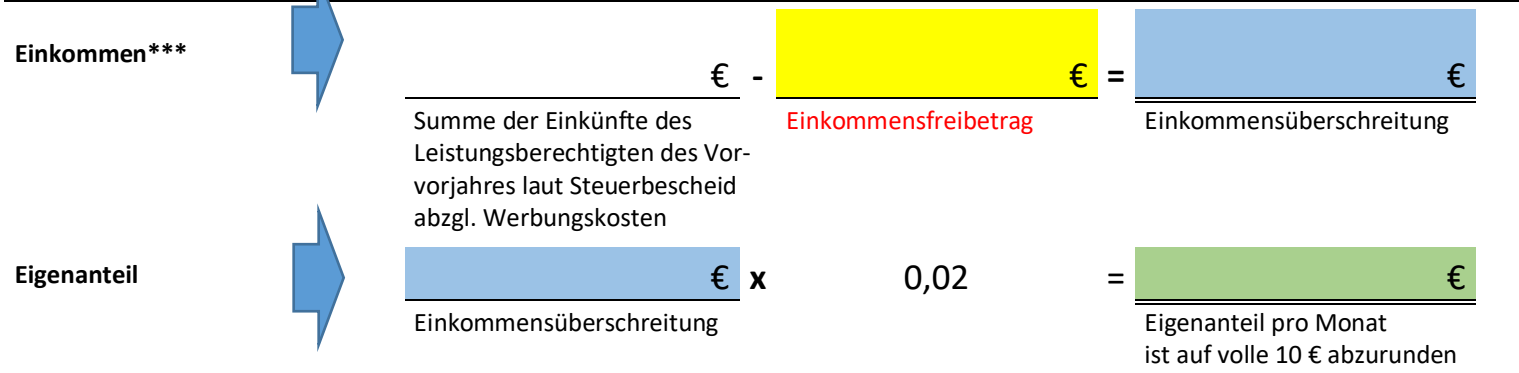 Einkommen***
€ - € = €
Summe der Einkünfte des
Leistungsberechtigten des Vor-
vorjahres laut Steuerbescheid
abzgl. Werbungskosten
Einkommensfreibetrag
Einkommensüberschreitung
Eigenanteil
€ x 0,02 = €
Einkommensüberschreitung
Eigenanteil pro Monat
ist auf volle 10 € abzurunden